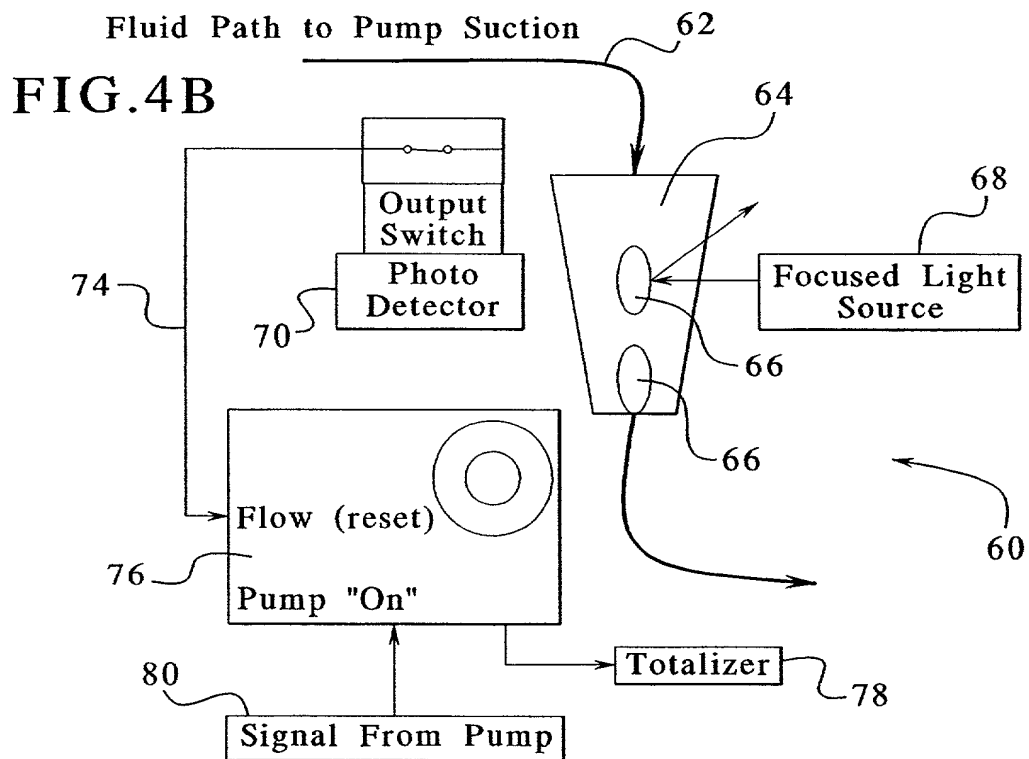 Fluid Path to Pump Suction
62
FIG.4B
64
68
Output
Switch
Photo
Detector
Focused Light
Source
74
70
66
66
Flow (reset)
60
76
Pump "On"
Totalizer
80
78
Signal From Pump